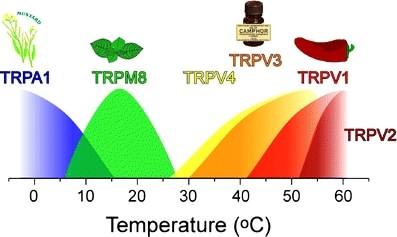 MUSTARD
CAMPHOR
TRPV3
TRPA1
TRPM8
TRPV4
TRPV1
TRPV2
0 10 20 30 40 50 60
Temperature (ºC)